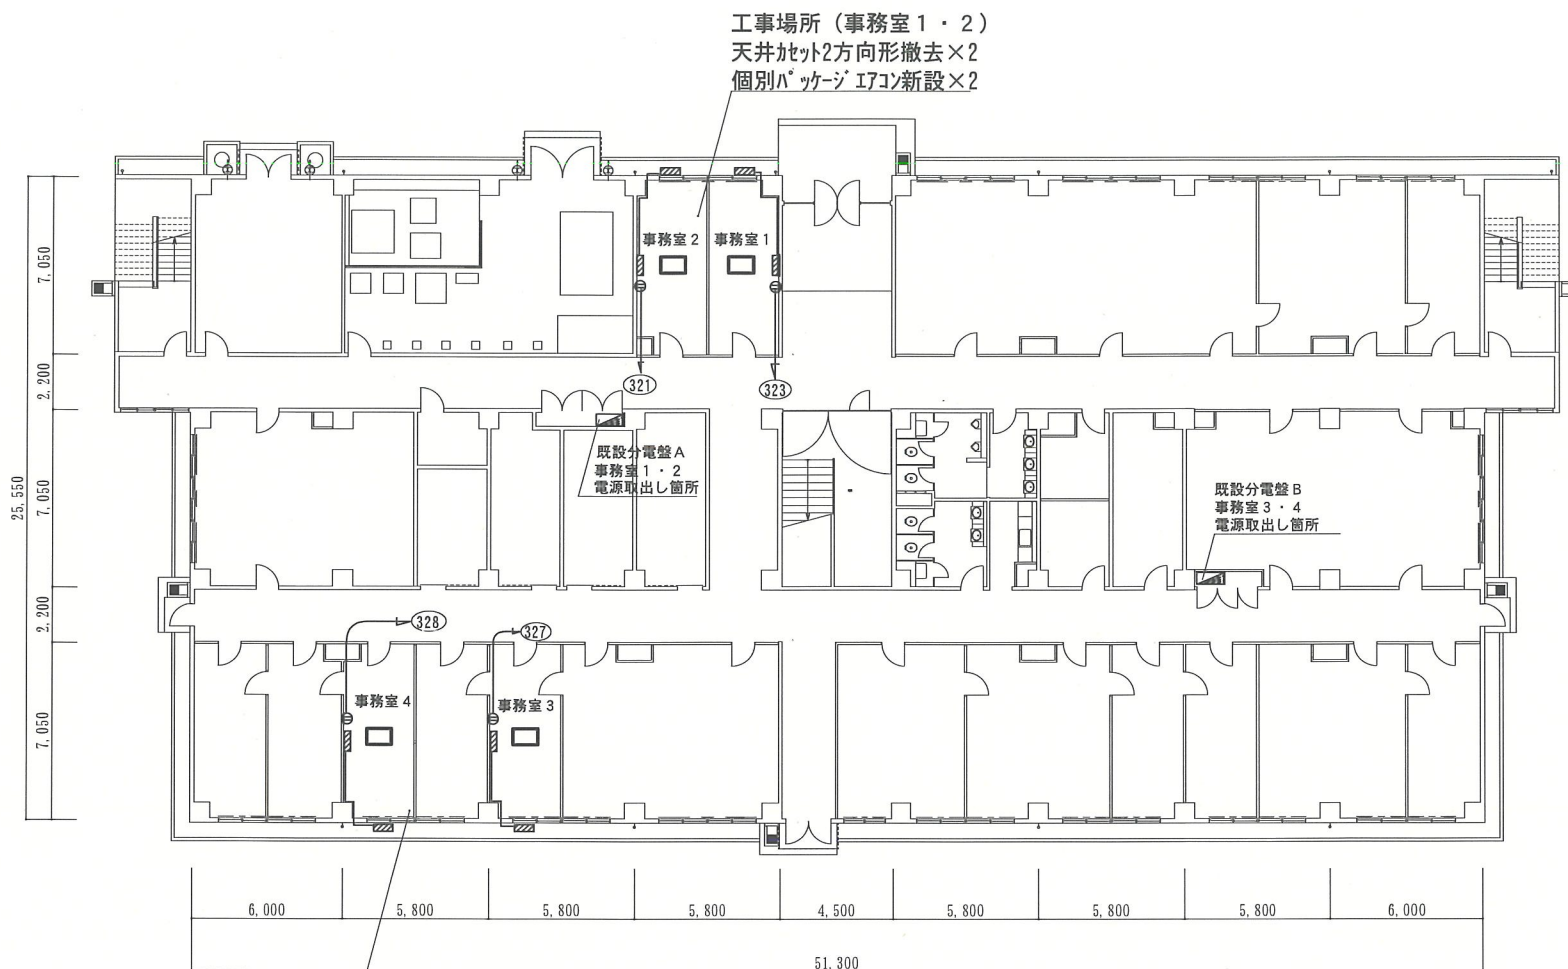 工事場所（事務室１・２）
天井ｶｾｯﾄ2方向形撤去×2
個別ﾊﾟｯｹｰｼﾞｴｱｺﾝ新設×2
事務室２
事務室１
7,050
2,200
321
323
既設分電盤Ａ
事務室１・２
電源取出し箇所
既設分電盤Ｂ
事務室３・４
電源取出し箇所
25,550
7,050
2,200
328
327
事務室４
事務室３
7,050
6,000
5,800
5,800
5,800
4,500
5,800
5,800
5,800
6,000
51,300